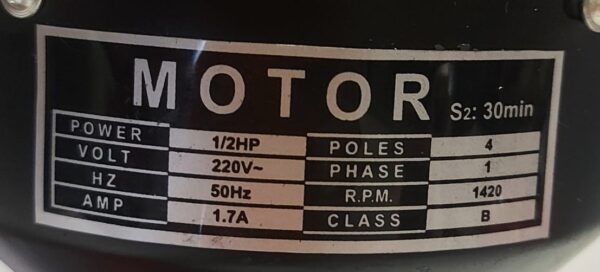 MOTOR S2: 30min
POWER 1/2HP POLES 4
VOLT 220V~ PHASE 1
HZ 50Hz R.P.M. 1420
AMP 1.7A CLASS B